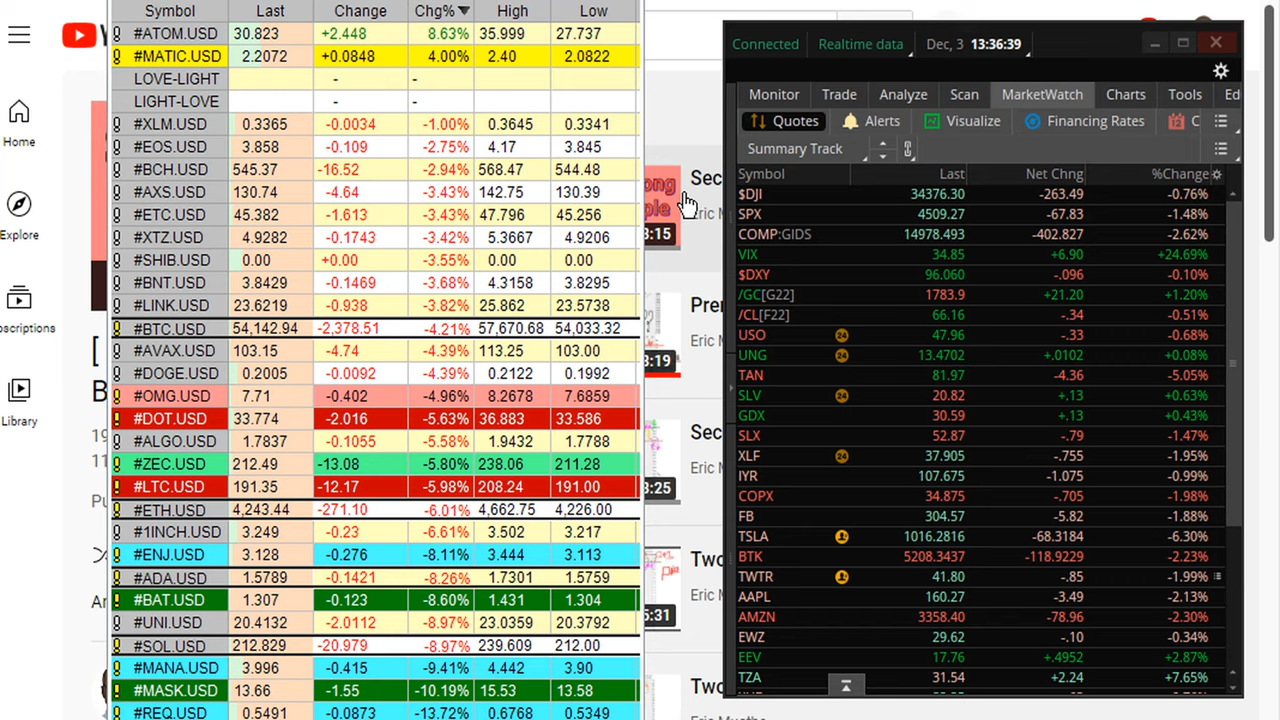 Symbol Last Change Chg% High Low
#ATOM.USD 30.823 +2.448 8.63% 35.999 27.737
#MATIC.USD 2.2072 +0.0848 4.00% 2.40 2.0822
LOVE-LIGHT - -
LIGHT-LOVE - -
#XLM.USD 0.3365 -0.0034 -1.00% 0.3645 0.3341
#EOS.USD 3.858 -0.109 -2.75% 4.17 3.845
#BCH.USD 545.37 -16.52 -2.94% 568.47 544.48
#AXS.USD 130.74 -4.64 -3.43% 142.75 130.39
#ETC.USD 45.382 -1.613 -3.43% 47.796 45.256
#XTZ.USD 4.9282 -0.1743 -3.42% 5.3667 4.9206
#SHIB.USD 0.00 +0.00 -3.55% 0.00 0.00
#BNT.USD 3.8429 -0.1469 -3.68% 4.3158 3.8295
#LINK.USD 23.6219 -0.938 -3.82% 25.862 23.5738
#BTC.USD 54,142.94 -2,378.51 -4.21% 57,670.68 54,033.32
#AVAX.USD 103.15 -4.74 -4.39% 113.25 103.00
#DOGE.USD 0.2005 -0.0092 -4.39% 0.2122 0.1992
#OMG.USD 7.71 -0.402 -4.96% 8.2678 7.6859
#DOT.USD 33.774 -2.016 -5.63% 36.883 33.586
#ALGO.USD 1.7837 -0.1055 -5.58% 1.9432 1.7788
#ZEC.USD 212.49 -13.08 -5.80% 238.06 211.28
#LTC.USD 191.35 -12.17 -5.98% 208.24 191.00
#ETH.USD 4,243.44 -271.10 -6.01% 4,662.75 4,226.00
#1INCH.USD 3.249 -0.23 -6.61% 3.502 3.217
#ENJ.USD 3.128 -0.276 -8.11% 3.444 3.113
#ADA.USD 1.5789 -0.1421 -8.26% 1.7301 1.5759
#BAT.USD 1.307 -0.123 -8.60% 1.431 1.304
#UNI.USD 20.4132 -2.0112 -8.97% 23.0359 20.3792
#SOL.USD 212.829 -20.979 -8.97% 239.609 212.00
#MANA.USD 3.996 -0.415 -9.41% 4.442 3.90
#MASK.USD 13.66 -1.55 -10.19% 15.53 13.58
#REQ.USD 0.5491 -0.0873 -13.72% 0.6768 0.5349
Home
Explore
Library
Connected Realtime data Dec, 3 13:36:39
Monitor Trade Analyze Scan MarketWatch Charts Tools Ed
Quotes Alerts Visualize Financing Rates C
Summary Track
Symbol Last Net Chng %Change
$DJI 34376.30 -263.49 -0.76%
SPX 4509.27 -67.83 -1.48%
COMP:GIDS 14978.493 -402.827 -2.62%
VIX 34.85 +6.90 +24.69%
$DXY 96.060 -.096 -0.10%
/GC[G22] 1783.9 +21.20 +1.20%
/CL[F22] 66.16 -.34 -0.51%
USO 24 47.96 -.33 -0.68%
UNG 24 13.4702 +.0102 +0.08%
TAN 81.97 -4.36 -5.05%
SLV 24 20.82 +.13 +0.63%
GDX 30.59 +.13 +0.43%
SLX 52.87 -.79 -1.47%
XLF 24 37.905 -.755 -1.95%
IYR 107.675 -1.075 -0.99%
COPX 34.875 -.705 -1.98%
FB 304.57 -5.82 -1.88%
TSLA 1016.2816 -68.3184 -6.30%
BTK 5208.3437 -118.9229 -2.23%
TWTR 41.80 -.85 -1.99%
AAPL 160.27 -3.49 -2.13%
AMZN 3358.40 -78.96 -2.30%
EWZ 29.62 -.10 -0.34%
EEV 17.76 +.4952 +2.87%
TZA 31.54 +2.24 +7.65%